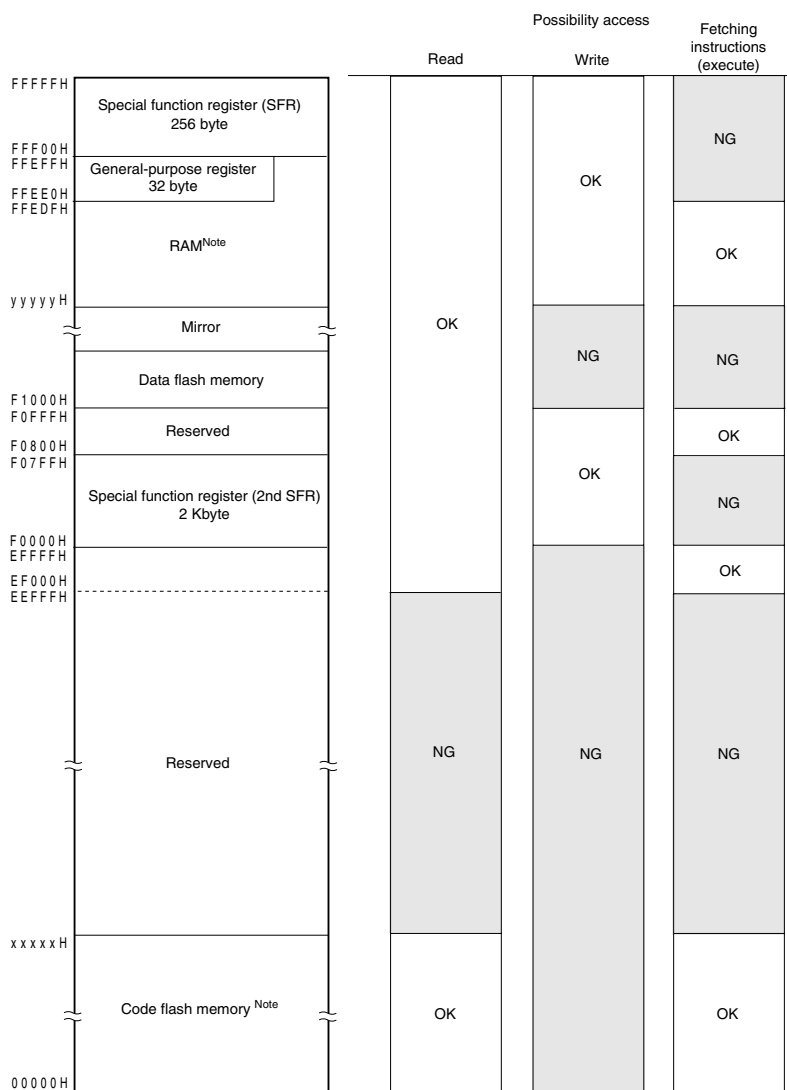 Possibility access
Read
Write
Fetching
instructions
(execute)
FFFFFH
Special function register (SFR)
256 byte
NG
FFF00H
FFEFFH
General-purpose register
32 byte
OK
FFEE0H
FFEDFH
RAM Note
OK
yyyyyH
Mirror
OK
NG
NG
Data flash memory
F1000H
F0FFFH
Reserved
OK
F0800H
F07FFH
OK
Special function register (2nd SFR)
2 Kbyte
NG
F0000H
EFFFFH
OK
EF000H
EEFFFH
Reserved
NG
NG
NG
xxxxxH
Code flash memory Note
OK
OK
00000H